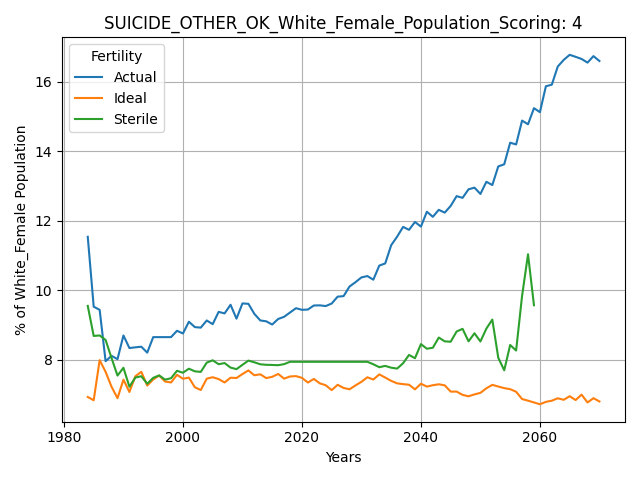 SUICIDE_OTHER_OK_White_Female_Population_Scoring: 4
% of White_Female Population
16
14
12
10
8
Fertility
Actual
Ideal
Sterile
1980
2000
2020
2040
2060
Years